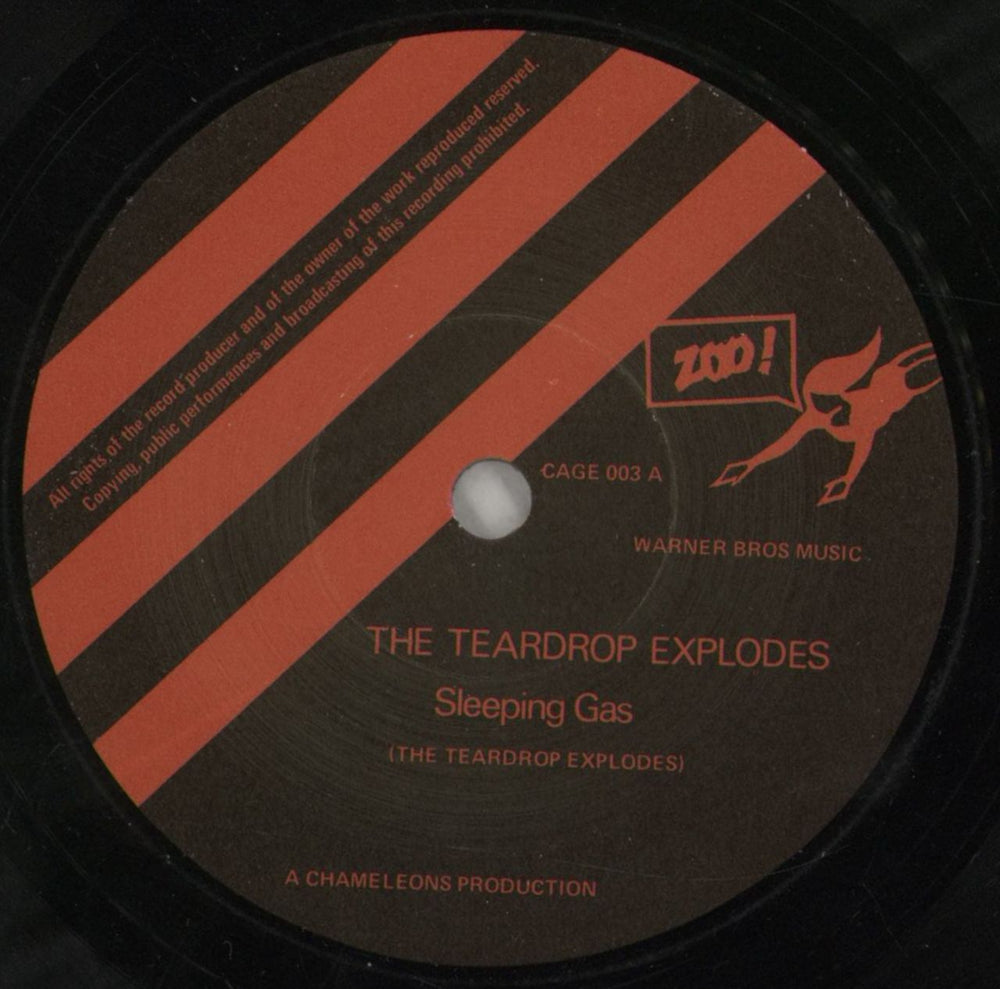 All rights of the record producer and of the owner of the work reproduced reserved.
Copying, public performances and broadcasting of this recording prohibited.
ZOO!
CAGE 003 A
WARNER BROS MUSIC
THE TEARDROP EXPLODES
Sleeping Gas
(THE TEARDROP EXPLODES)
A CHAMELEONS PRODUCTION